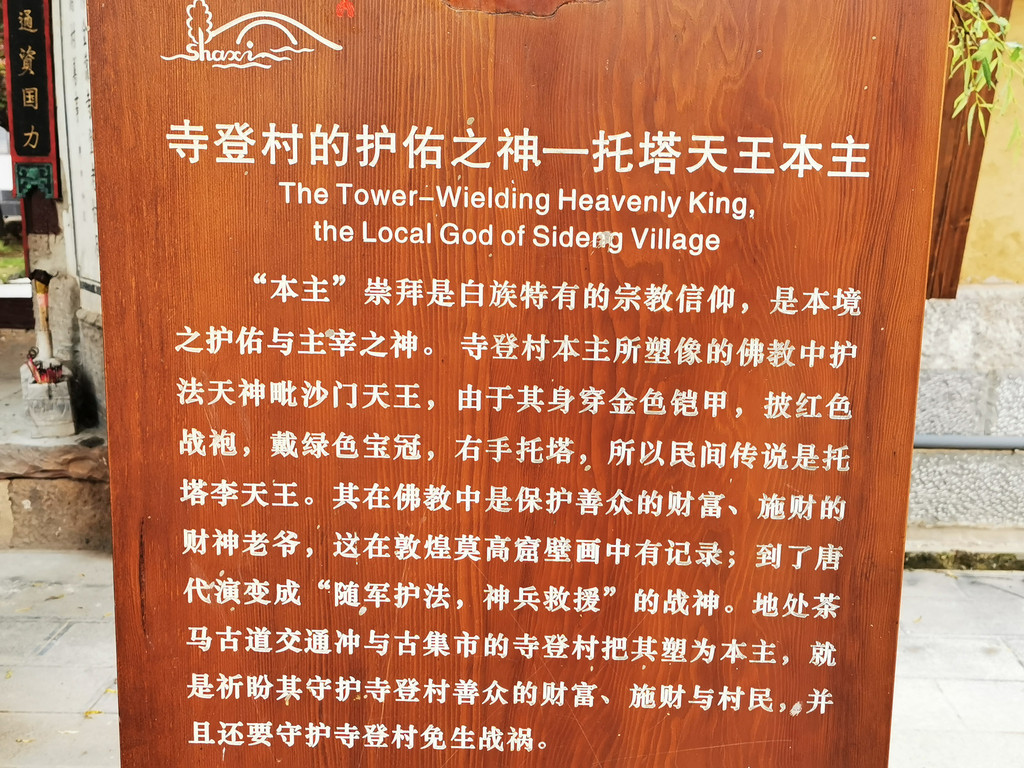 通資国力
shaxi
寺登村的护佑之神—托塔天王本主
The Tower-Wielding Heavenly King,
the Local God of Sideng Village
“本主”崇拜是白族特有的宗教信仰，是本境
之护佑与主宰之神。寺登村本主所塑像的佛教中护
法天神毗沙门天王，由于其身穿金色铠甲，披红色
战袍，戴绿色宝冠，右手托塔，所以民间传说是托
塔李天王。其在佛教中是保护善众的财富、施财的
财神老爷，这在敦煌莫高窟壁画中有记录；到了唐
代演变成“随军护法，神兵救援”的战神。地处茶
马古道交通冲与古集市的寺登村把其塑为本主，就
是祈盼其守护寺登村善众的财富、施财与村民，并
且还要守护寺登村免生战祸。